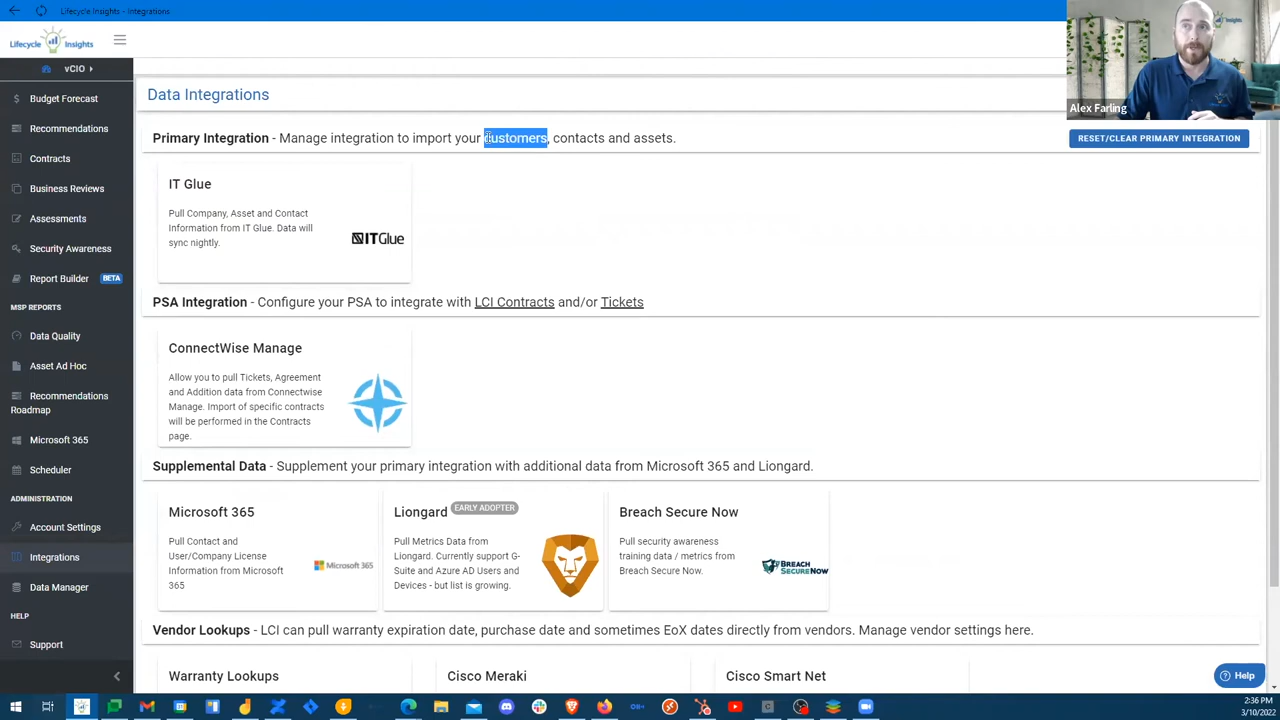 Lifecycle Insights - Integrations
Lifecycle Insights
Alex Farling
vCIO
Budget Forecast
Recommendations
Contracts
Business Reviews
Assessments
Security Awareness
Report Builder BETA
MSP REPORTS
Data Quality
Asset Ad Hoc
Recommendations
Roadmap
Microsoft 365
Scheduler
ADMINISTRATION
Account Settings
Integrations
Data Manager
HELP
Support
Data Integrations
Primary Integration - Manage integration to import your customers, contacts and assets.
RESET/CLEAR PRIMARY INTEGRATION
IT Glue
Pull Company, Asset and Contact
Information from IT Glue. Data will
sync nightly.
ITGlue
PSA Integration - Configure your PSA to integrate with LCI Contracts and/or Tickets
ConnectWise Manage
Allow you to pull Tickets, Agreement
and Addition data from Connectwise
Manage. Import of specific contracts
will be performed in the Contracts
page.
Supplemental Data - Supplement your primary integration with additional data from Microsoft 365 and Liongard.
Microsoft 365
Pull Contact and
User/Company License
Information from Microsoft
365
Microsoft 365
Liongard EARLY ADOPTER
Pull Metrics Data from
Liongard. Currently support G-
Suite and Azure AD Users and
Devices - but list is growing.
Breach Secure Now
Pull security awareness
training data / metrics from
Breach Secure Now.
BREACH
SECURE NOW
Vendor Lookups - LCI can pull warranty expiration date, purchase date and sometimes EoX dates directly from vendors. Manage vendor settings here.
Warranty Lookups
Cisco Meraki
Cisco Smart Net
Help
2:36 PM
3/10/2022